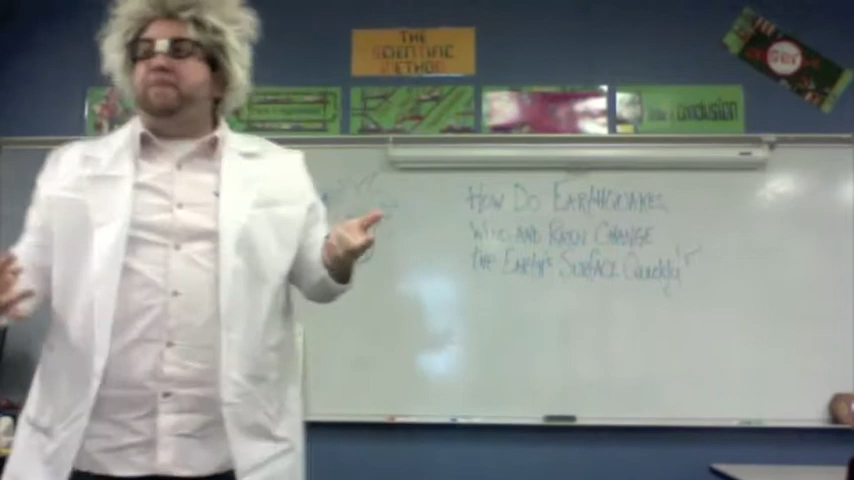 THE
SCIENTIFIC
METHOD
Conclusion
HOW DO EARTHQUAKES
WIND AND RAIN CHANGE
THE EARTH'S SURFACE QUICKLY?